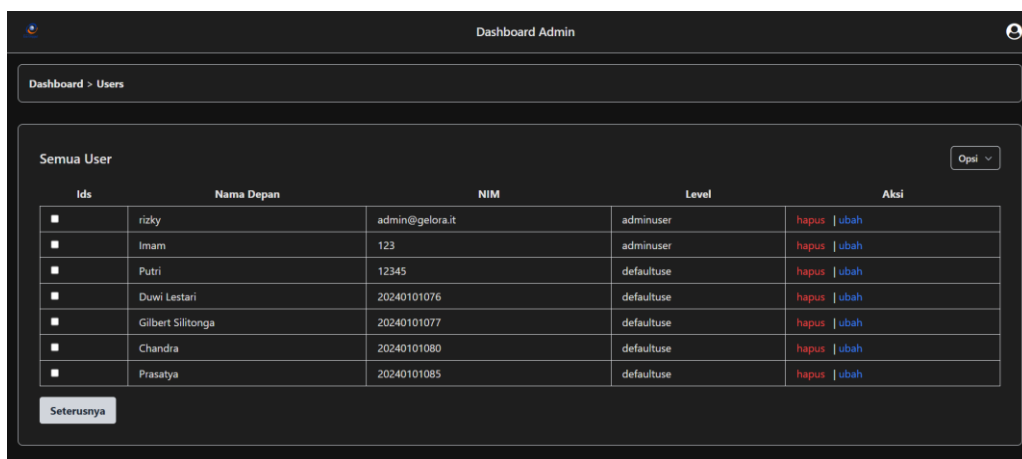 Dashboard Admin
Dashboard > Users
Semua User
Opsi
Ids Nama Depan NIM Level Aksi
rizky admin@gelora.it adminuser hapus | ubah
Imam 123 adminuser hapus | ubah
Putri 12345 defaultuse hapus | ubah
Duwi Lestari 20240101076 defaultuse hapus | ubah
Gilbert Silitonga 20240101077 defaultuse hapus | ubah
Chandra 20240101080 defaultuse hapus | ubah
Prasatya 20240101085 defaultuse hapus | ubah
Seterusnya